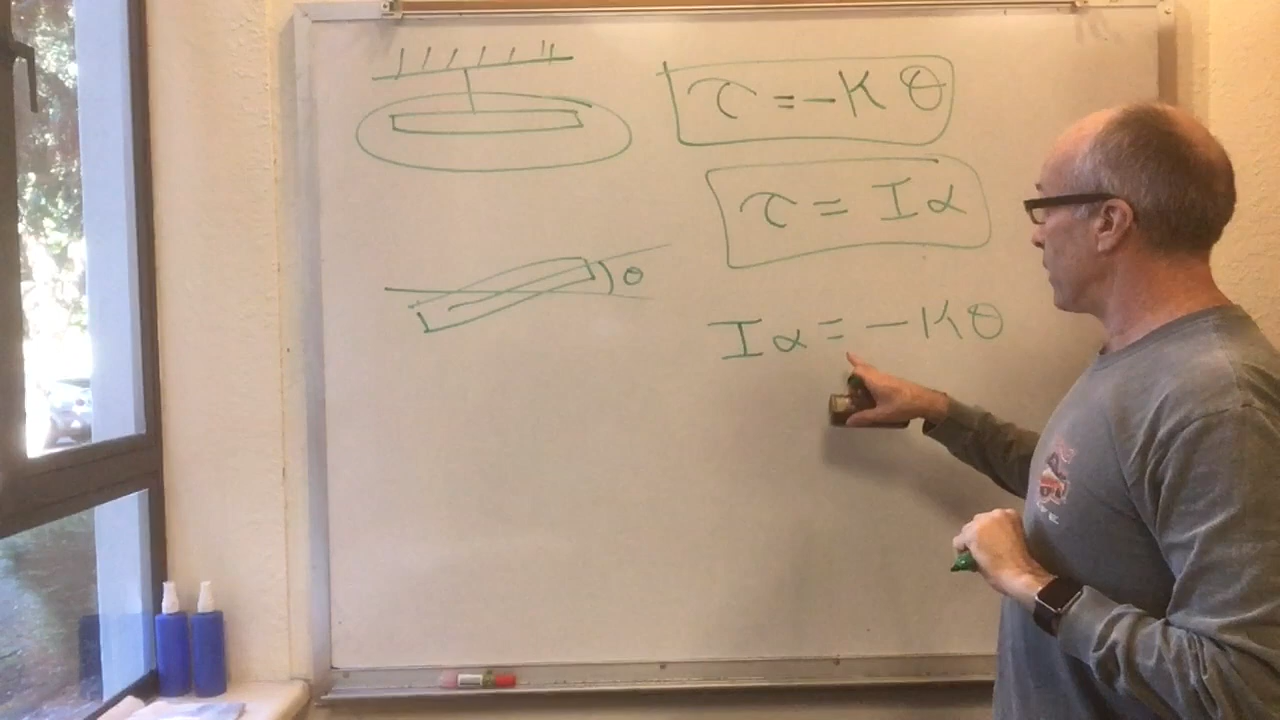 τ = -K θ
τ = I α
θ
I α = - K θ